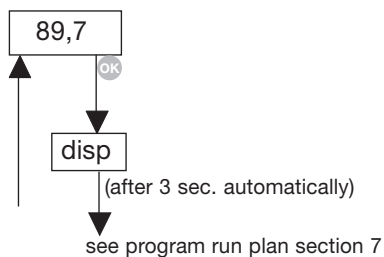 89,7
OK
disp
(after 3 sec. automatically)
see program run plan section 7